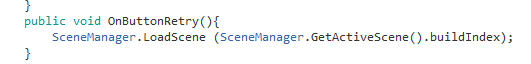 }
public void OnButtonRetry(){
SceneManager.LoadScene (SceneManager.GetActiveScene().buildIndex);
}